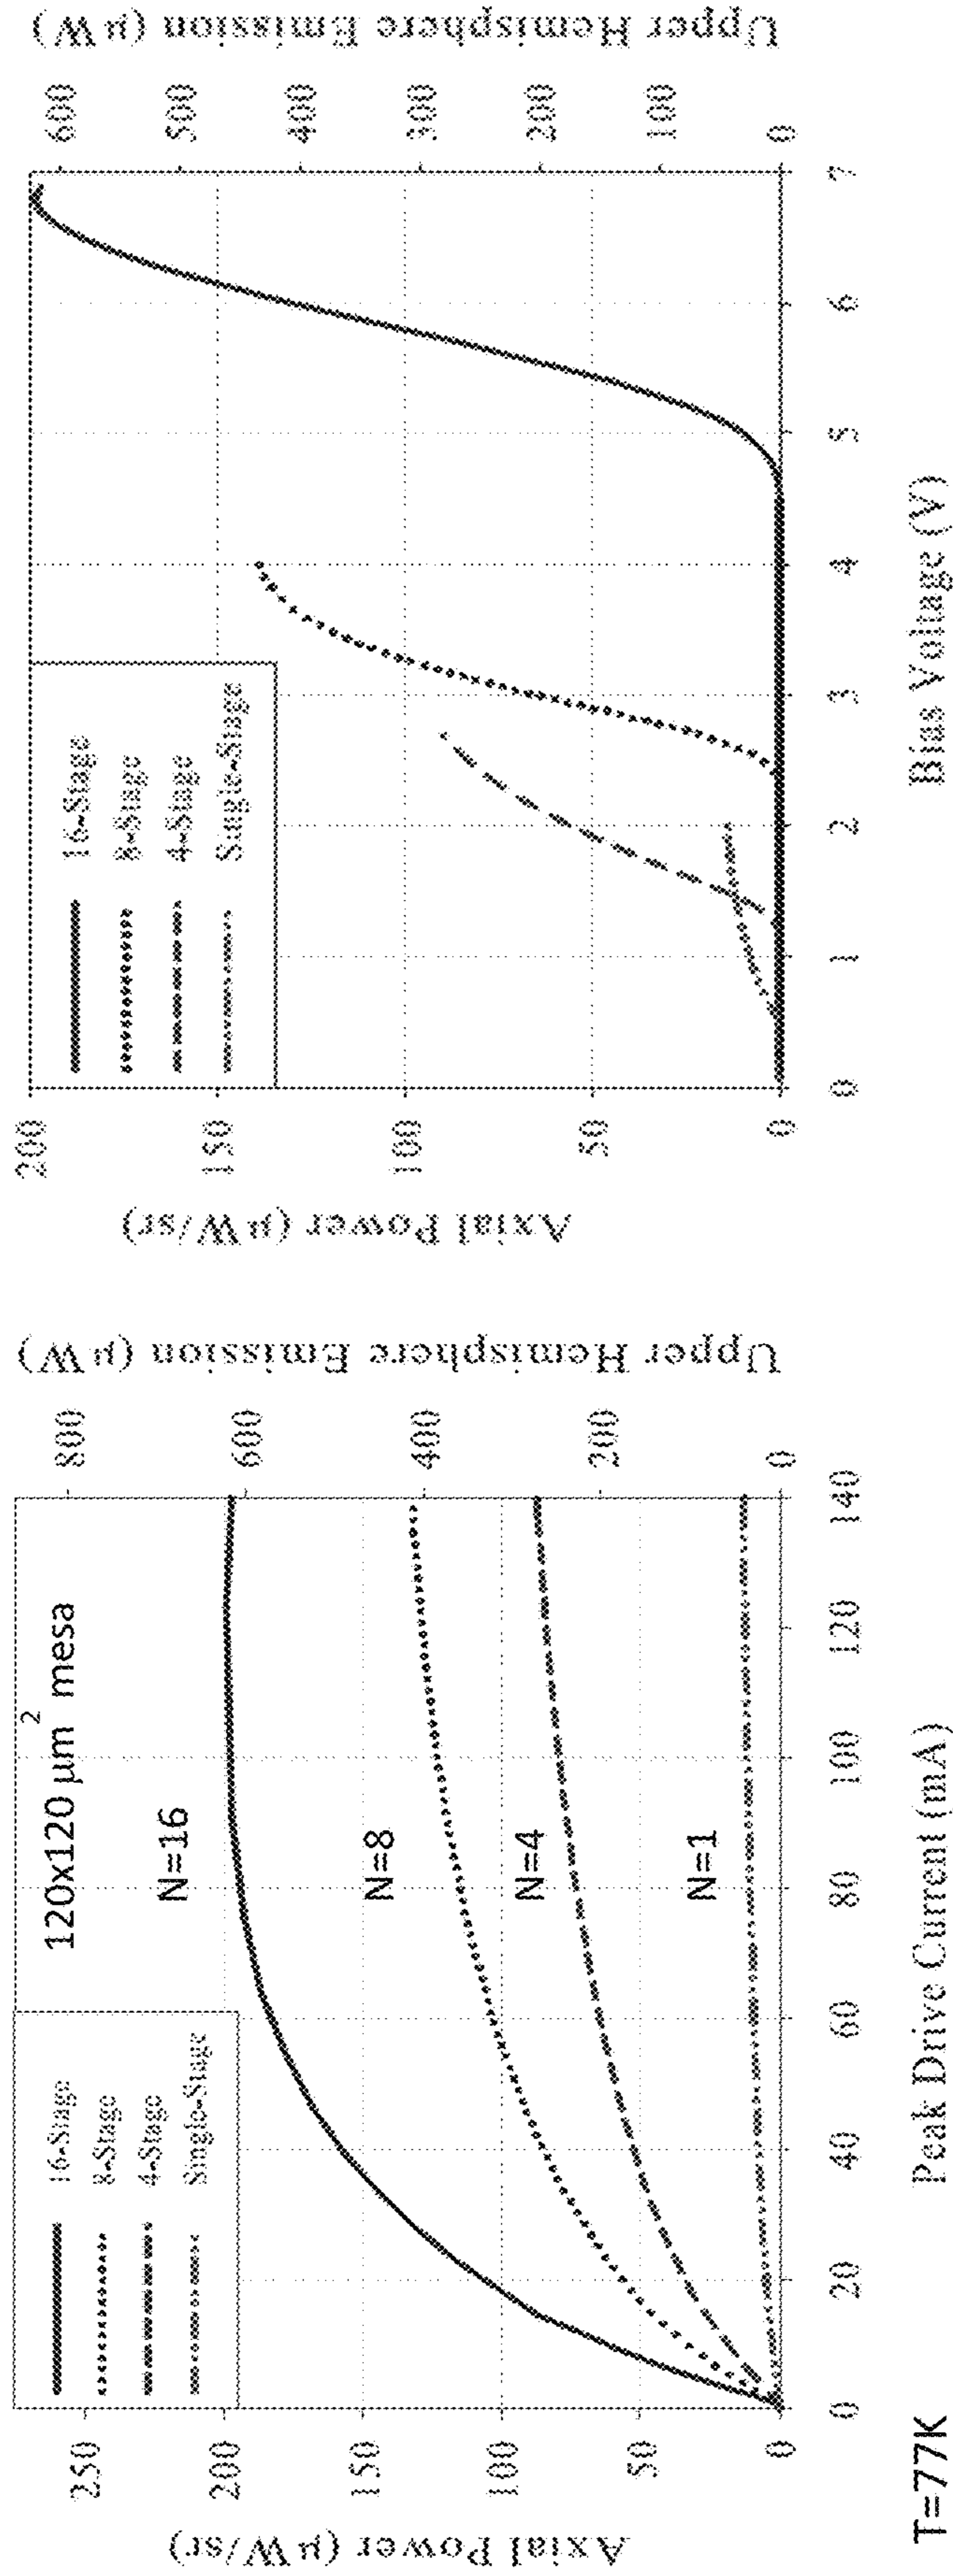 Axial Power (µW/sr)
250
200
150
100
50
0
16-Stage
8-Stage
4-Stage
Single-Stage
120x120 µm 2 mesa
N=16
N=8
N=4
N=1
800
600
400
200
0
Upper Hemisphere Emission (µW)
0 20 40 60 80 100 120 140
Peak Drive Current (mA)
T=77K
Axial Power (µW/sr)
200
150
100
50
0
16-Stage
8-Stage
4-Stage
Single-Stage
600
500
400
300
200
100
0
Upper Hemisphere Emission (µW)
0 1 2 3 4 5 6 7
Bias Voltage (V)